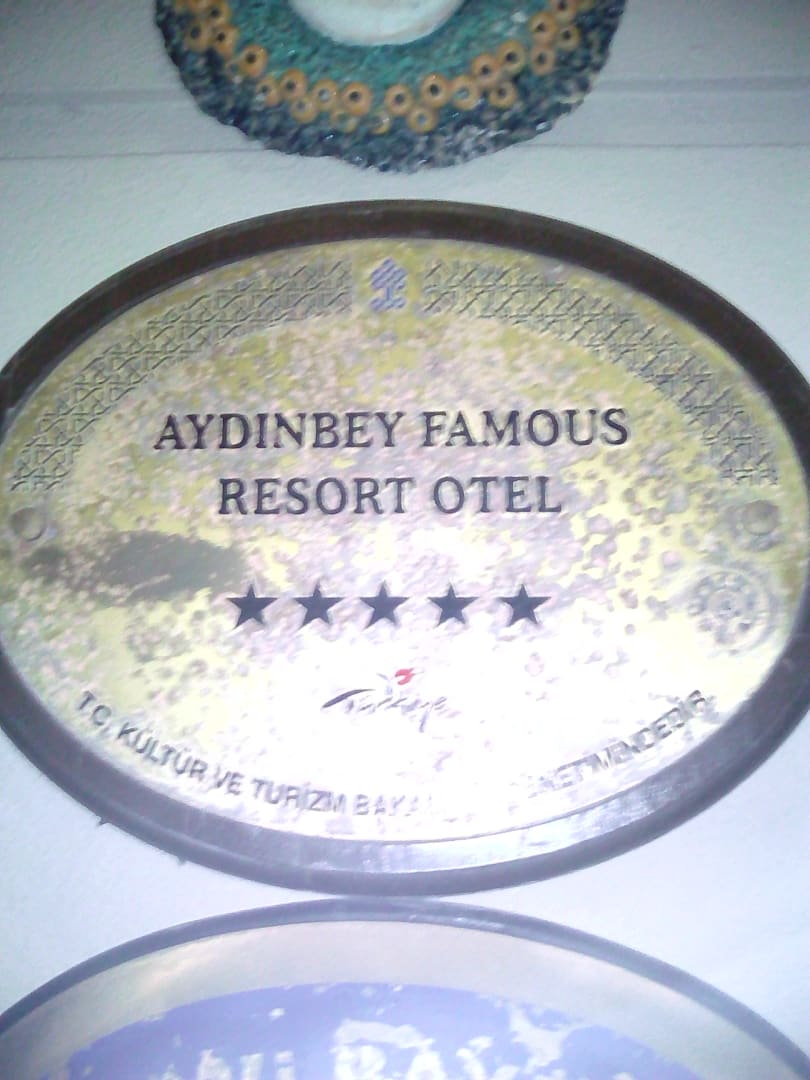 AYDINBEY FAMOUS
RESORT OTEL
Türkiye
T.C. KÜLTÜR VE TURİZM